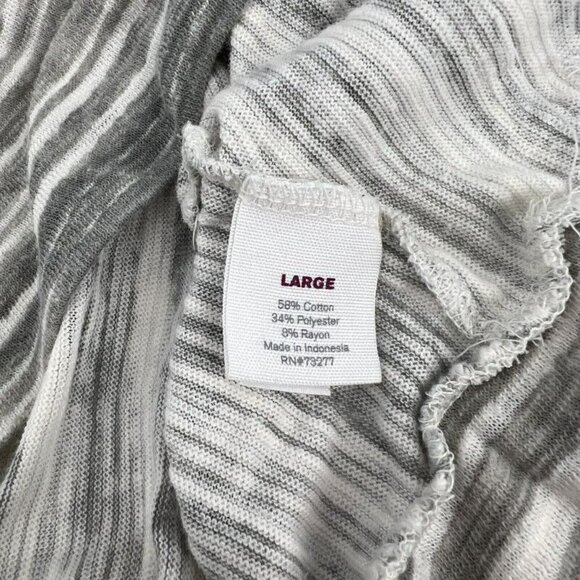 LARGE
58% Cotton
34% Polyester
8% Rayon
Made in Indonesia
RN#73277